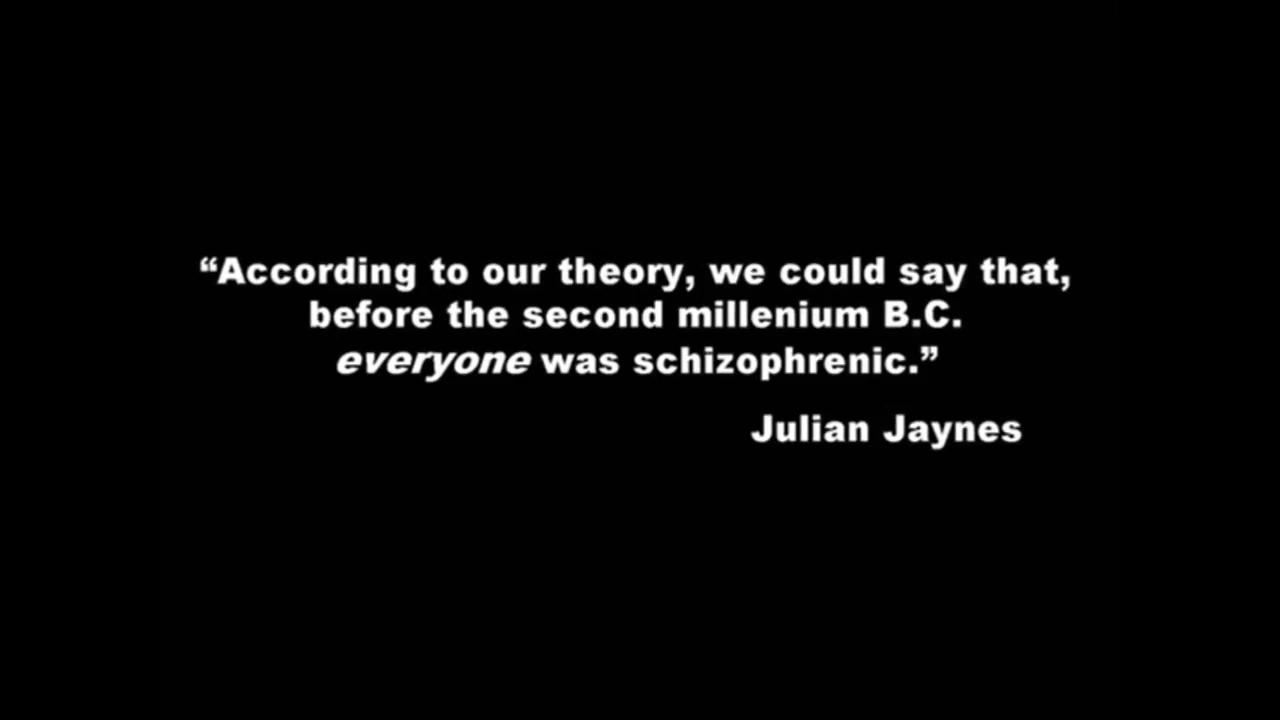 “According to our theory, we could say that,
before the second millenium B.C.
everyone was schizophrenic.”
Julian Jaynes